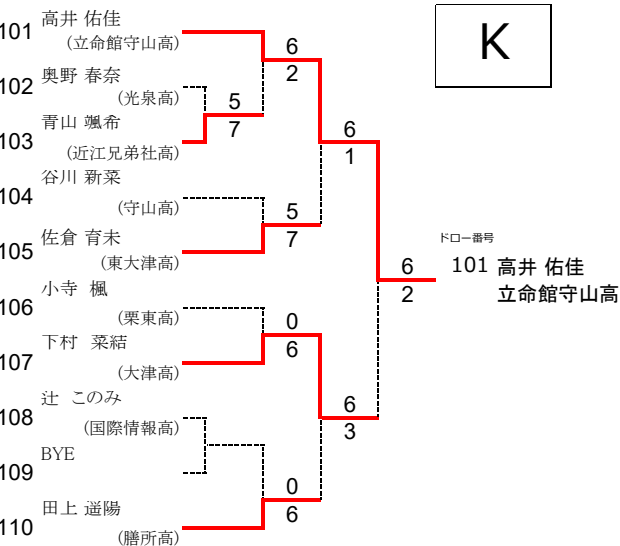 K
101 高井 佑佳
(立命館守山高)
102 奥野 春奈
(光泉高)
103 青山 颯希
(近江兄弟社高)
104 谷川 新菜
(守山高)
105 佐倉 育未
(東大津高)
106 小寺 楓
(栗東高)
107 下村 菜結
(大津高)
108 辻 このみ
(国際情報高)
109 BYE
110 田上 遥陽
(膳所高)
6
2
5
7
5
7
0
6
0
6
6
1
6
3
6
2
ドロー番号
101 高井 佑佳
立命館守山高